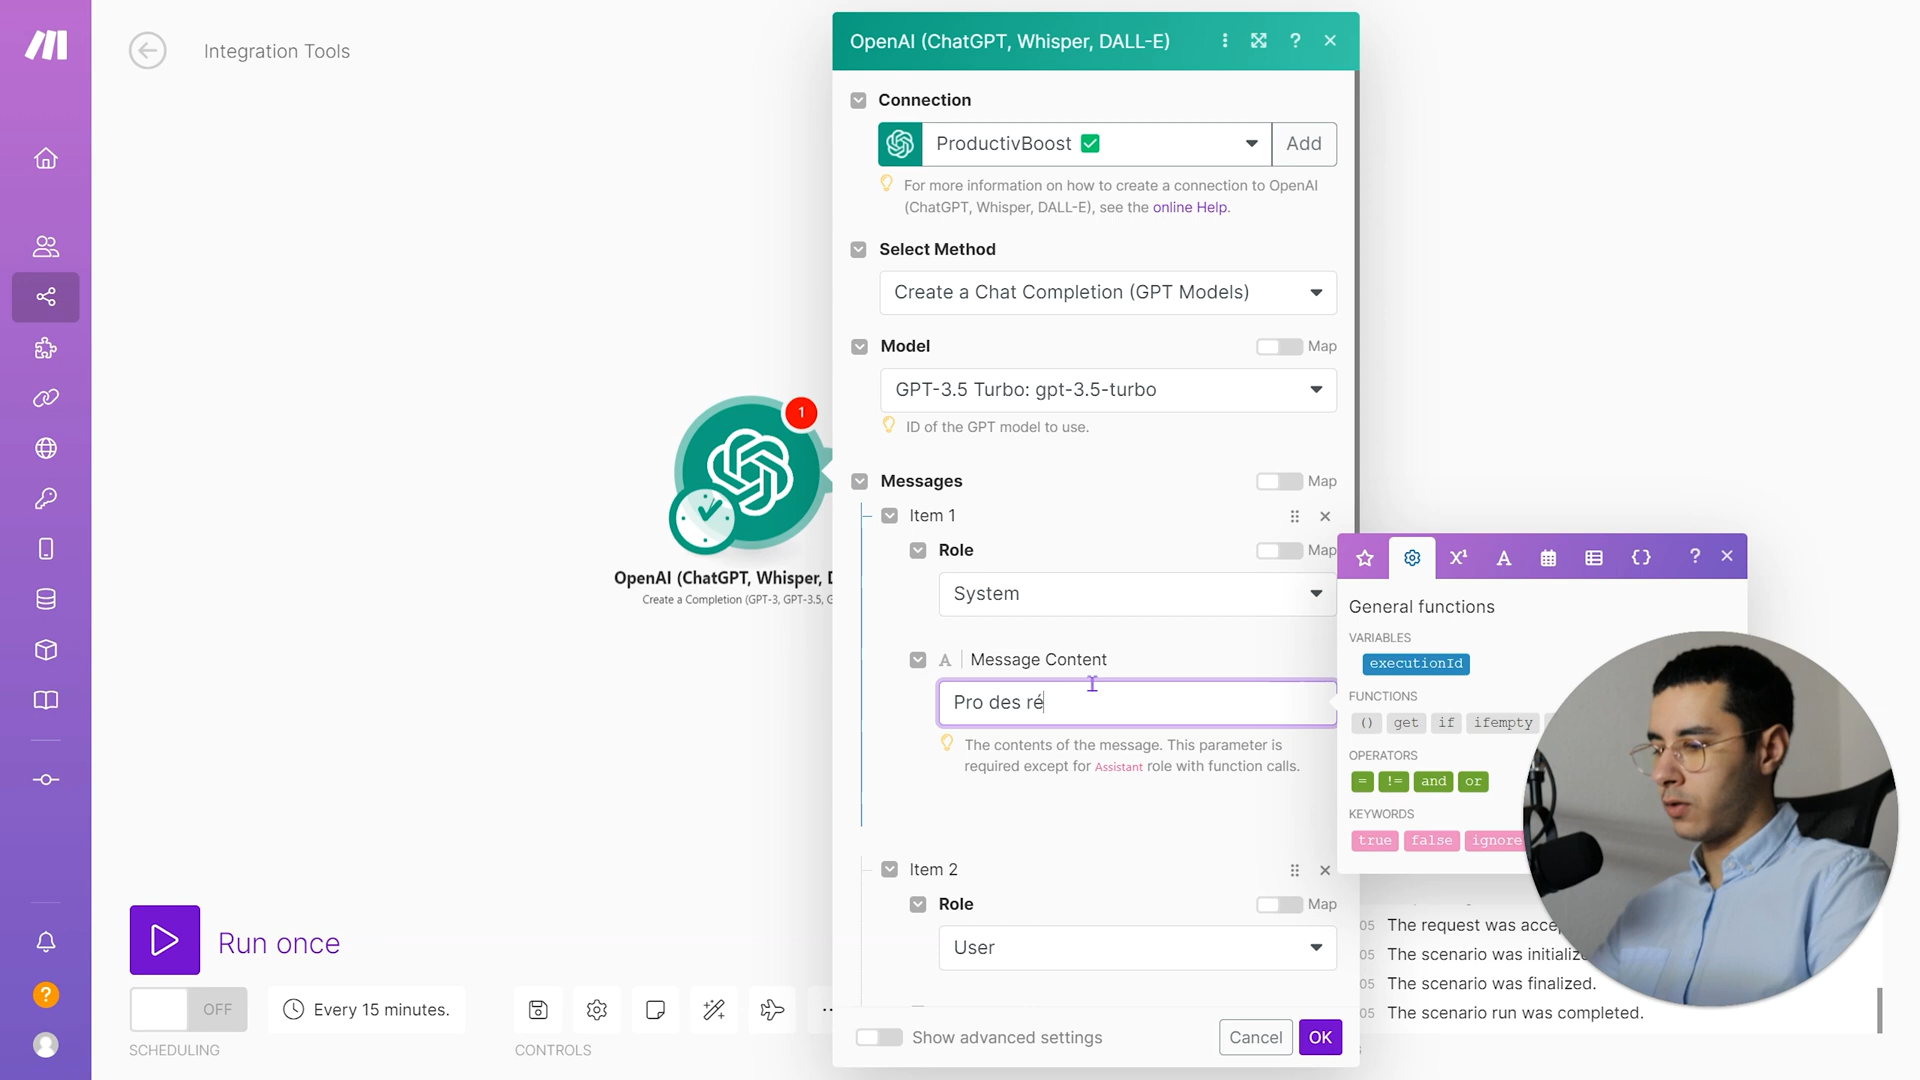 Integration Tools
OpenAI (ChatGPT, Whisper, DALL-E)
?
Connection
ProductivBoost
Add
For more information on how to create a connection to OpenAI
(ChatGPT, Whisper, DALL-E), see the online Help.
Select Method
Create a Chat Completion (GPT Models)
Model
Map
GPT-3.5 Turbo: gpt-3.5-turbo
ID of the GPT model to use.
1
OpenAI (ChatGPT, Whisper,
Create a Completion (GPT-3, GPT-3.5,
Messages
Map
Item 1
Role
Map
System
A
Message Content
Pro des ré
The contents of the message. This parameter is
required except for Assistant role with function calls.
Item 2
Role
Map
User
X¹
A
{}
?
General functions
VARIABLES
executionId
FUNCTIONS
() get if ifempty
OPERATORS
= != and or
KEYWORDS
true false ignore
05 The request was
05 The scenario was
05 The scenario was finalized.
05 The scenario run was completed.
Run once
OFF
Every 15 minutes.
SCHEDULING
CONTROLS
?
Show advanced settings
Cancel
OK